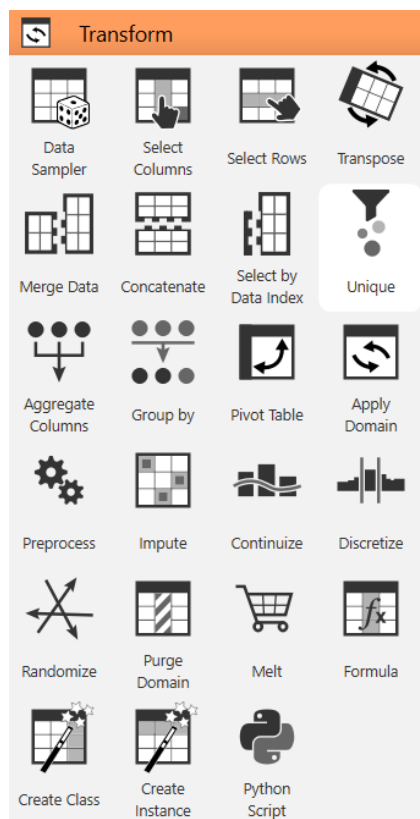 Transform
Data
Sampler
Select
Columns
Select Rows
Transpose
Merge Data
Concatenate
Select by
Data Index
Unique
Aggregate
Columns
Group by
Pivot Table
Apply
Domain
Preprocess
Impute
Continuize
Discretize
Randomize
Purge
Domain
Melt
fx
Formula
Create Class
Create
Instance
Python
Script